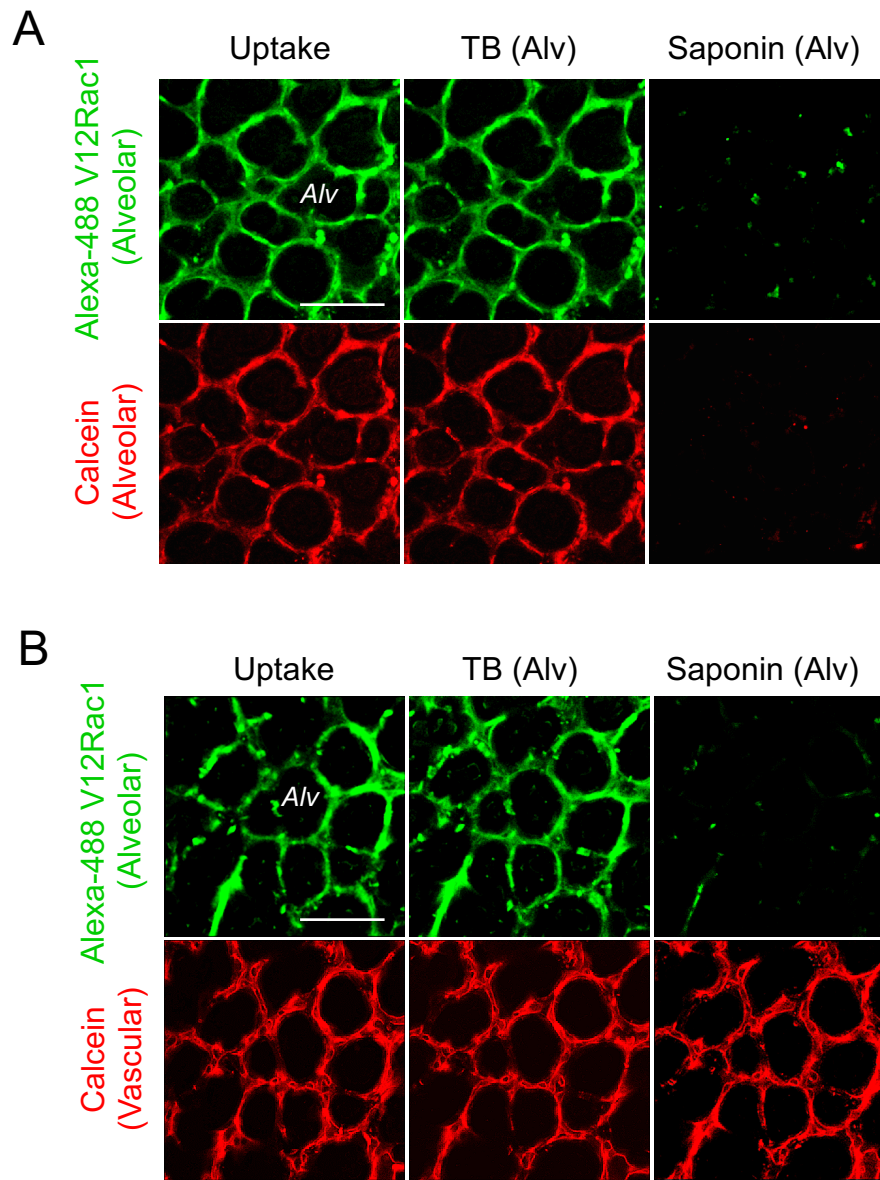 A
Uptake
TB (Alv)
Saponin (Alv)
Alexa-488 V12Rac1
(Alveolar)
Alv
Calcein
(Alveolar)
B
Uptake
TB (Alv)
Saponin (Alv)
Alexa-488 V12Rac1
(Alveolar)
Alv
Calcein
(Vascular)